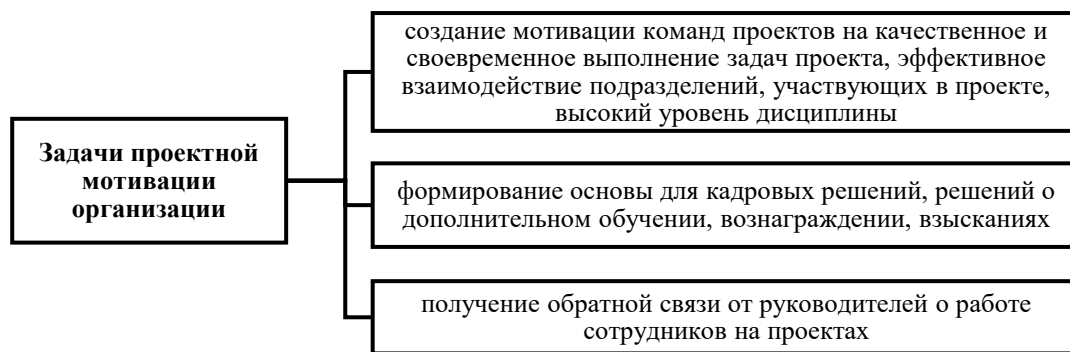 Задачи проектной
мотивации
организации
создание мотивации команд проектов на качественное и
своевременное выполнение задач проекта, эффективное
взаимодействие подразделений, участвующих в проекте,
высокий уровень дисциплины
формирование основы для кадровых решений, решений о
дополнительном обучении, вознаграждении, взысканиях
получение обратной связи от руководителей о работе
сотрудников на проектах